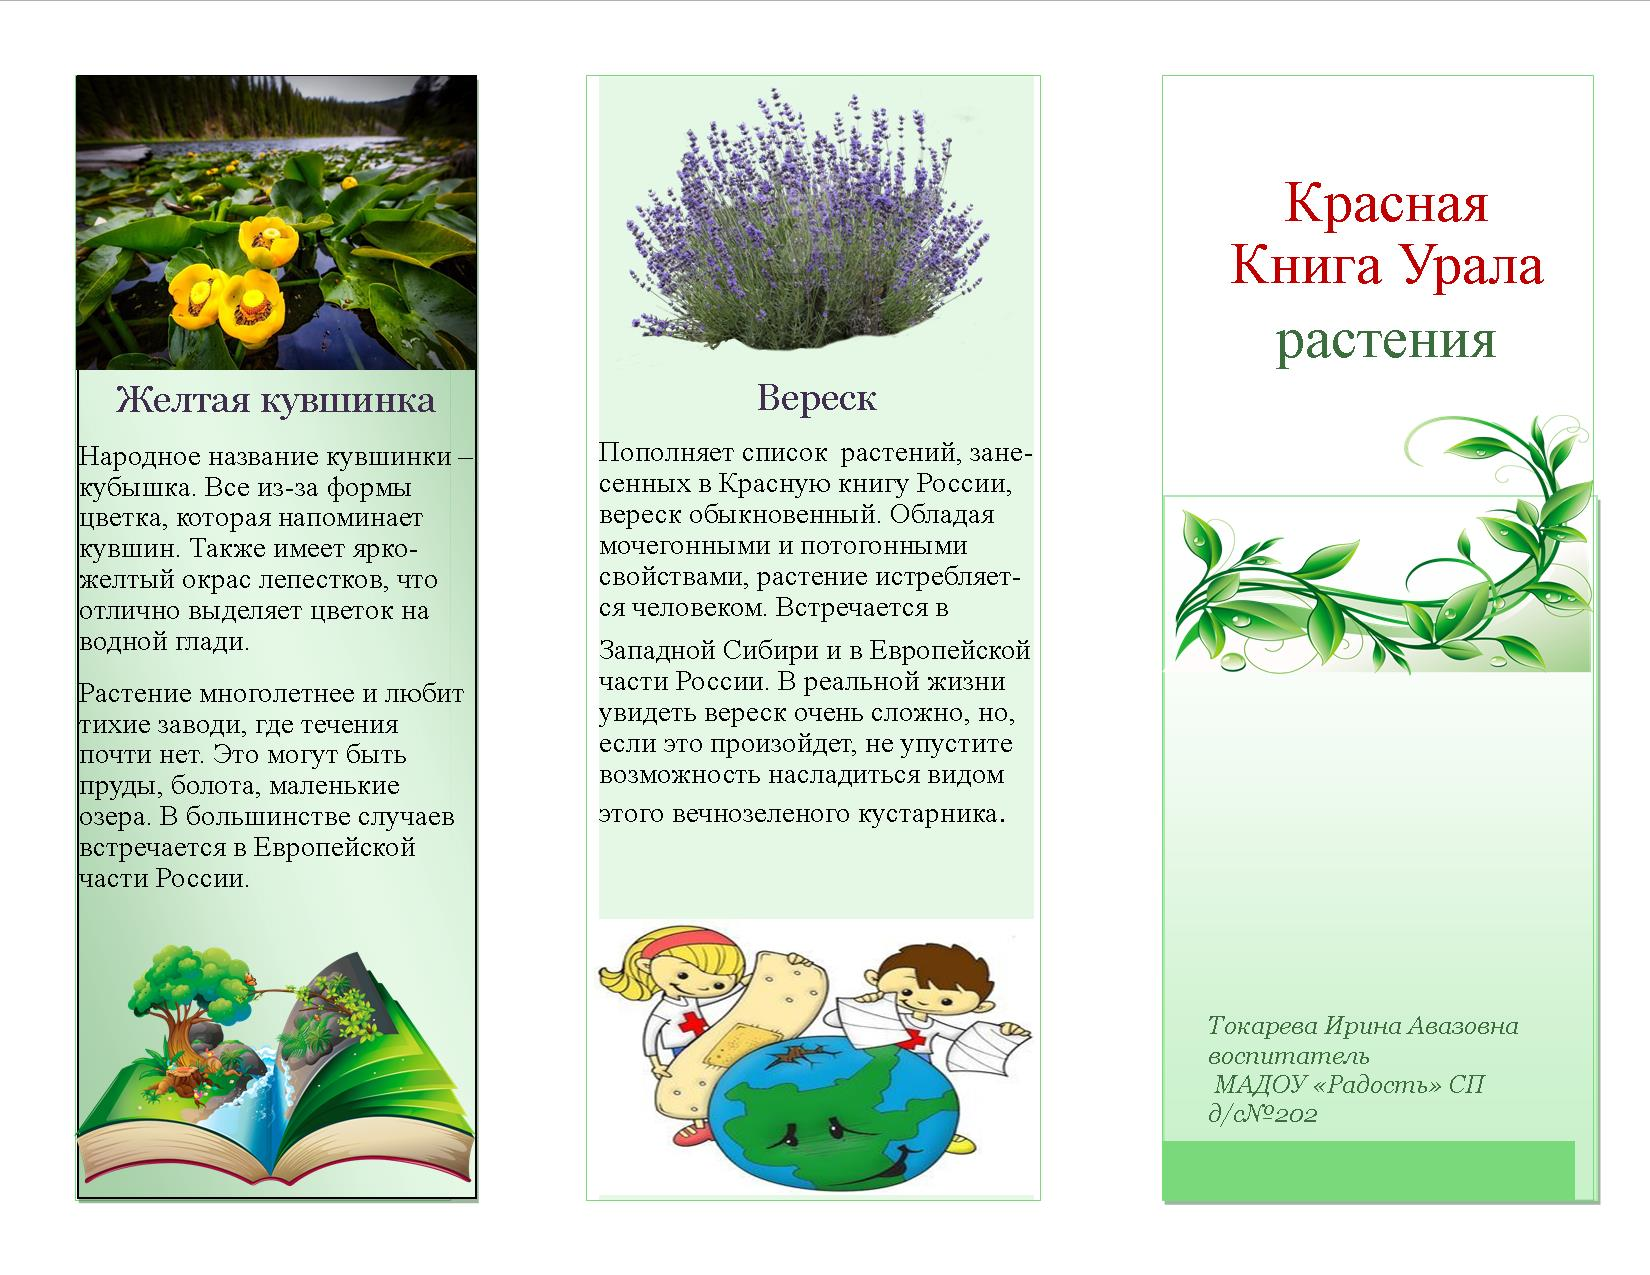 Желтая кувшинка
Народное название кувшинки –
кубышка. Все из-за формы
цветка, которая напоминает
кувшин. Также имеет ярко-
желтый окрас лепестков, что
отлично выделяет цветок на
водной глади.
Растение многолетнее и любит
тихие заводи, где течения
почти нет. Это могут быть
пруды, болота, маленькие
озера. В большинстве случаев
встречается в Европейской
части России.
Вереск
Пополняет список  растений, зане-
сенных в Красную книгу России,
вереск обыкновенный. Обладая
мочегонными и потогонными
свойствами, растение истребляет-
ся человеком. Встречается в
Западной Сибири и в Европейской
части России. В реальной жизни
увидеть вереск очень сложно, но,
если это произойдет, не упустите
возможность насладиться видом
этого вечнозеленого кустарника.
Красная
Книга Урала
растения
Токарева Ирина Авазовна
воспитатель
МАДОУ «Радость» СП
д/с№202